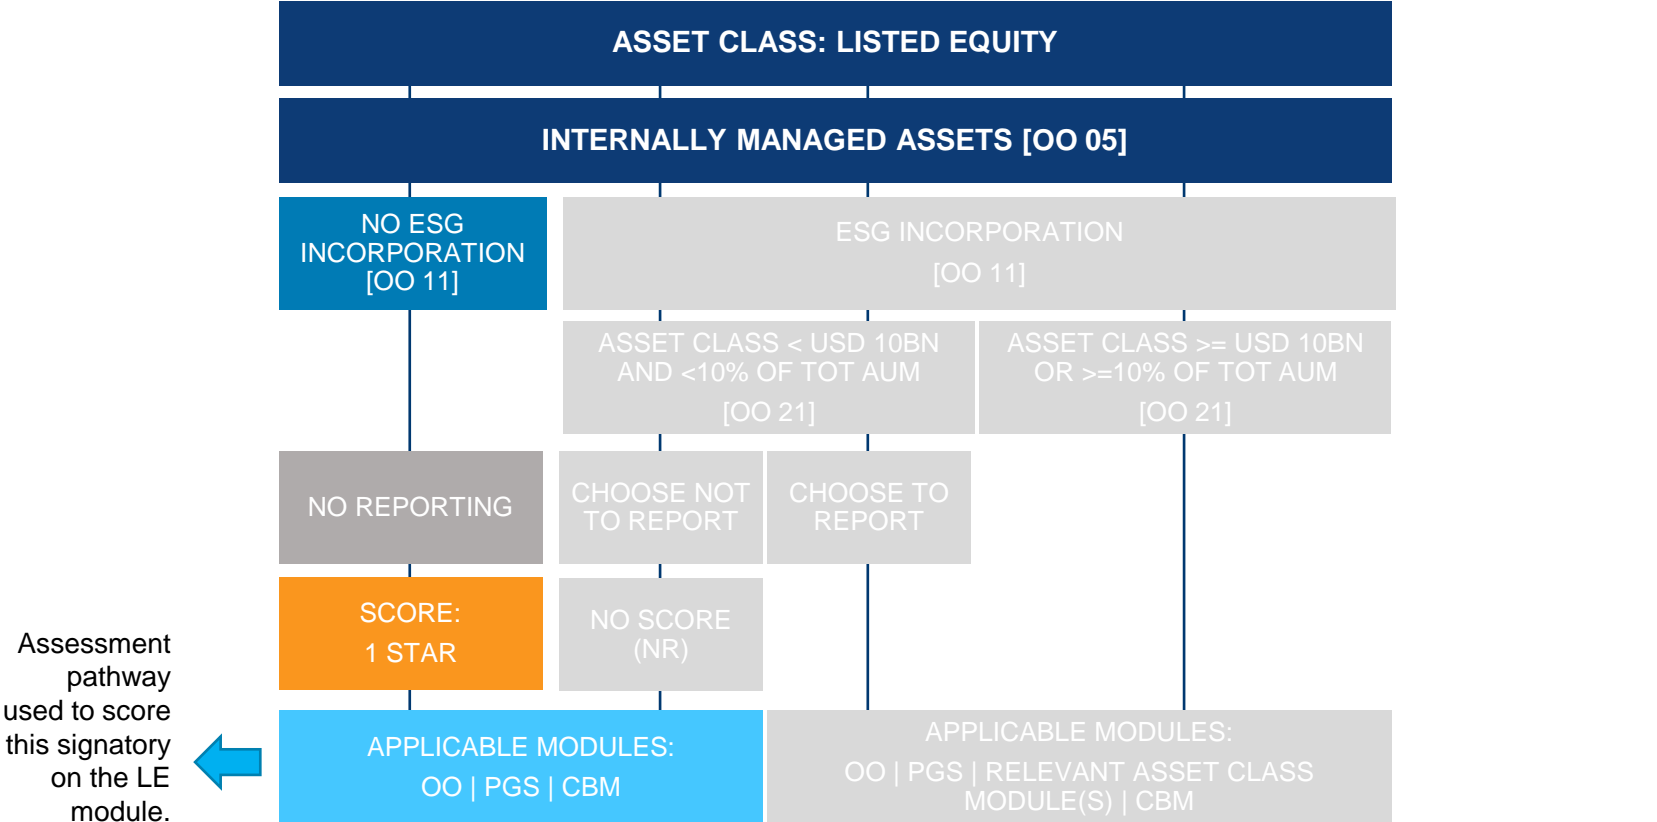 ASSET CLASS: LISTED EQUITY
INTERNALLY MANAGED ASSETS [OO 05]
NO ESG
INCORPORATION
[OO 11]
ESG INCORPORATION
[OO 11]
ASSET CLASS < USD 10BN
AND <10% OF TOT AUM
[OO 21]
ASSET CLASS >= USD 10BN
OR >=10% OF TOT AUM
[OO 21]
NO REPORTING
CHOOSE NOT
TO REPORT
CHOOSE TO
REPORT
SCORE:
1 STAR
NO SCORE
(NR)
Assessment
pathway
used to score
this signatory
on the LE
module.
APPLICABLE MODULES:
OO | PGS | CBM
APPLICABLE MODULES:
OO | PGS | RELEVANT ASSET CLASS
MODULE(S) | CBM